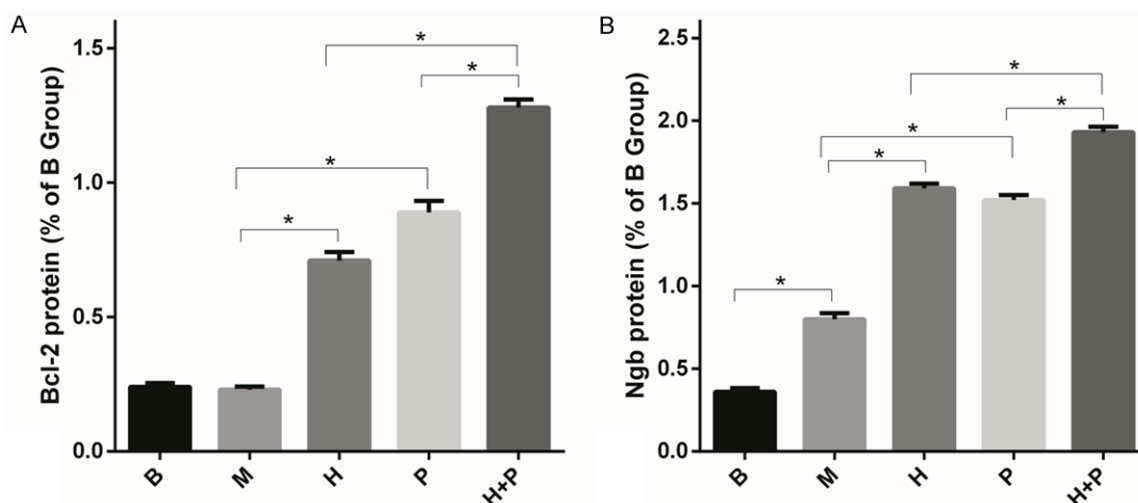 A
Bcl-2 protein (% of B Group)
1.5
1.0
0.5
0.0
*
*
*
*
B
M
H
P
H+P
B
Ngb protein (% of B Group)
2.5
2.0
1.5
1.0
0.5
0.0
*
*
*
*
*
B
M
H
P
H+P